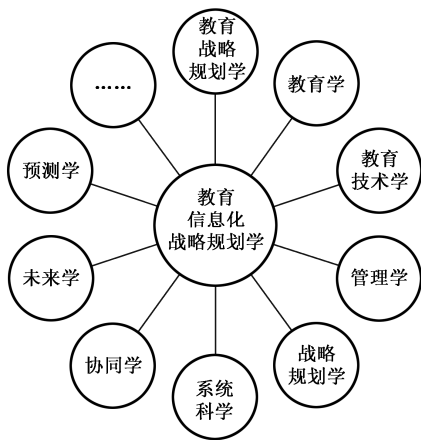 教育
战略
规划学
教育学
教育
技术学
管理学
战略
规划学
系统
科学
协同学
未来学
预测学
……
教育
信息化
战略规划学